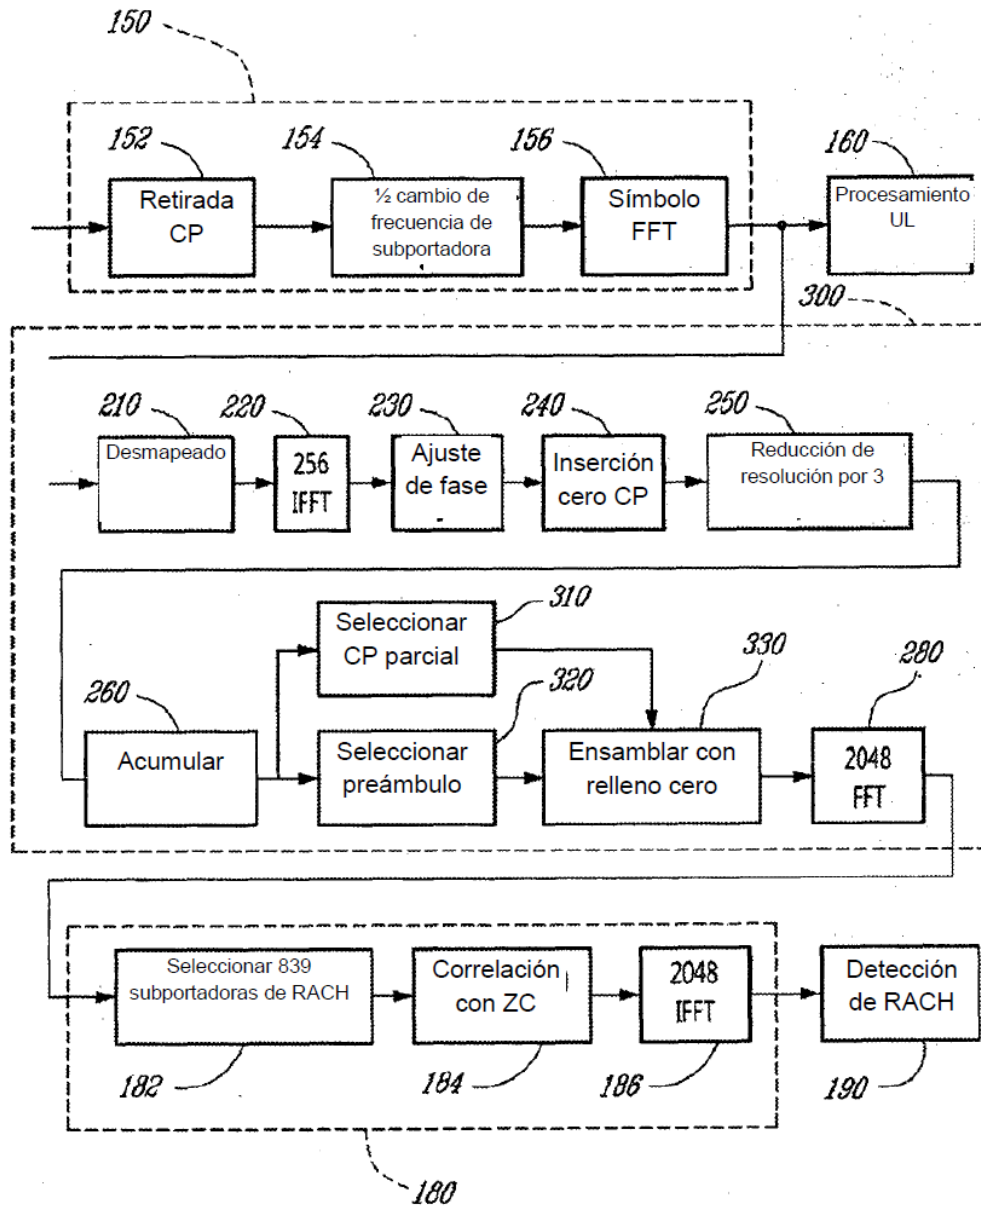 150
152
154
156
160
Retirada
CP
½ cambio de
frecuencia de
subportadora
Símbolo
FFT
Procesamiento
UL
300
210
220
230
240
250
Desmapeado
256
IFFT
Ajuste
de fase
Inserción
cero CP
Reducción de
resolución por 3
310
Seleccionar
CP parcial
260
320
330
280
Acumular
Seleccionar
preámbulo
Ensamblar con
relleno cero
2048
FFT
Seleccionar 839
subportadoras de RACH
Correlación
con ZC
2048
IFFT
Detección
de RACH
182
184
186
190
180